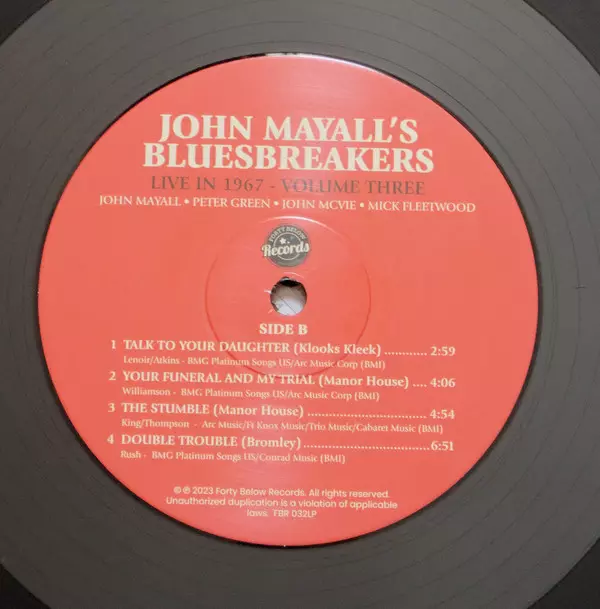 JOHN MAYALL'S
BLUESBREAKERS
LIVE IN 1967 - VOLUME THREE
JOHN MAYALL • PETER GREEN • JOHN MCVIE • MICK FLEETWOOD
FORTY BELOW
Records
SIDE B
1 TALK TO YOUR DAUGHTER (Klooks Kleek) ............ 2:59
Lenoir/Atkins - BMG Platinum Songs US/Arc Music Corp (BMI)
2 YOUR FUNERAL AND MY TRIAL (Manor House) .... 4:06
Williamson - BMG Platinum Songs US/Arc Music Corp (BMI)
3 THE STUMBLE (Manor House) ................................ 4:54
King/Thompson - Arc Music/Ft Knox Music/Trio Music/Cabaret Music (BMI)
4 DOUBLE TROUBLE (Bromley) ................................. 6:51
Rush - BMG Platinum Songs US/Conrad Music (BMI)
© ℗ 2023 Forty Below Records. All rights reserved.
Unauthorized duplication is a violation of applicable
laws. FBR 032LP